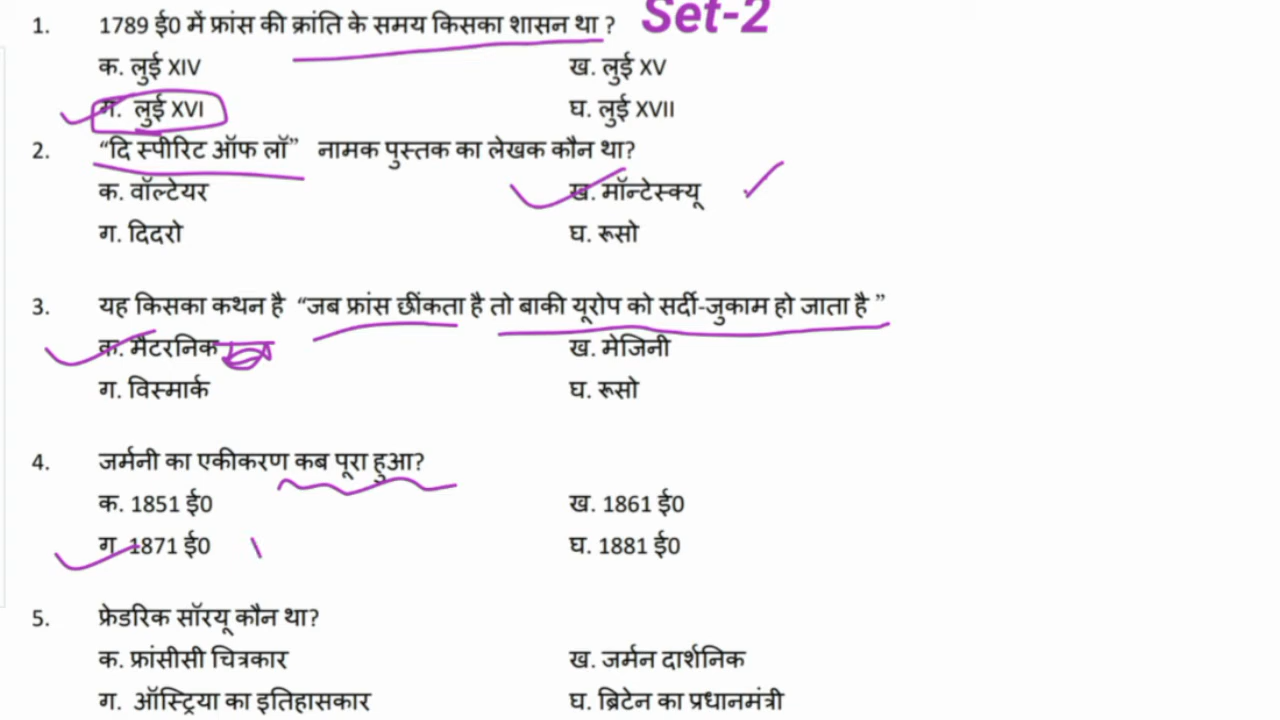 Set-2
1. 1789 ई0 में फ्रांस की क्रांति के समय किसका शासन था ?
क. लुई XIV ख. लुई XV
ग. लुई XVI घ. लुई XVII
2. “दि स्पीरिट ऑफ लॉ” नामक पुस्तक का लेखक कौन था?
क. वॉल्टेयर ख. मॉन्टेस्क्यू
ग. दिदरो घ. रूसो
3. यह किसका कथन है “जब फ्रांस छींकता है तो बाकी यूरोप को सर्दी-जुकाम हो जाता है ”
क. मैटरनिक ख. मेजिनी
ग. विस्मार्क घ. रूसो
4. जर्मनी का एकीकरण कब पूरा हुआ?
क. 1851 ई0 ख. 1861 ई0
ग 1871 ई0 घ. 1881 ई0
5. फ्रेडरिक सॉरयू कौन था?
क. फ्रांसीसी चित्रकार ख. जर्मन दार्शनिक
ग. ऑस्ट्रिया का इतिहासकार घ. ब्रिटेन का प्रधानमंत्री